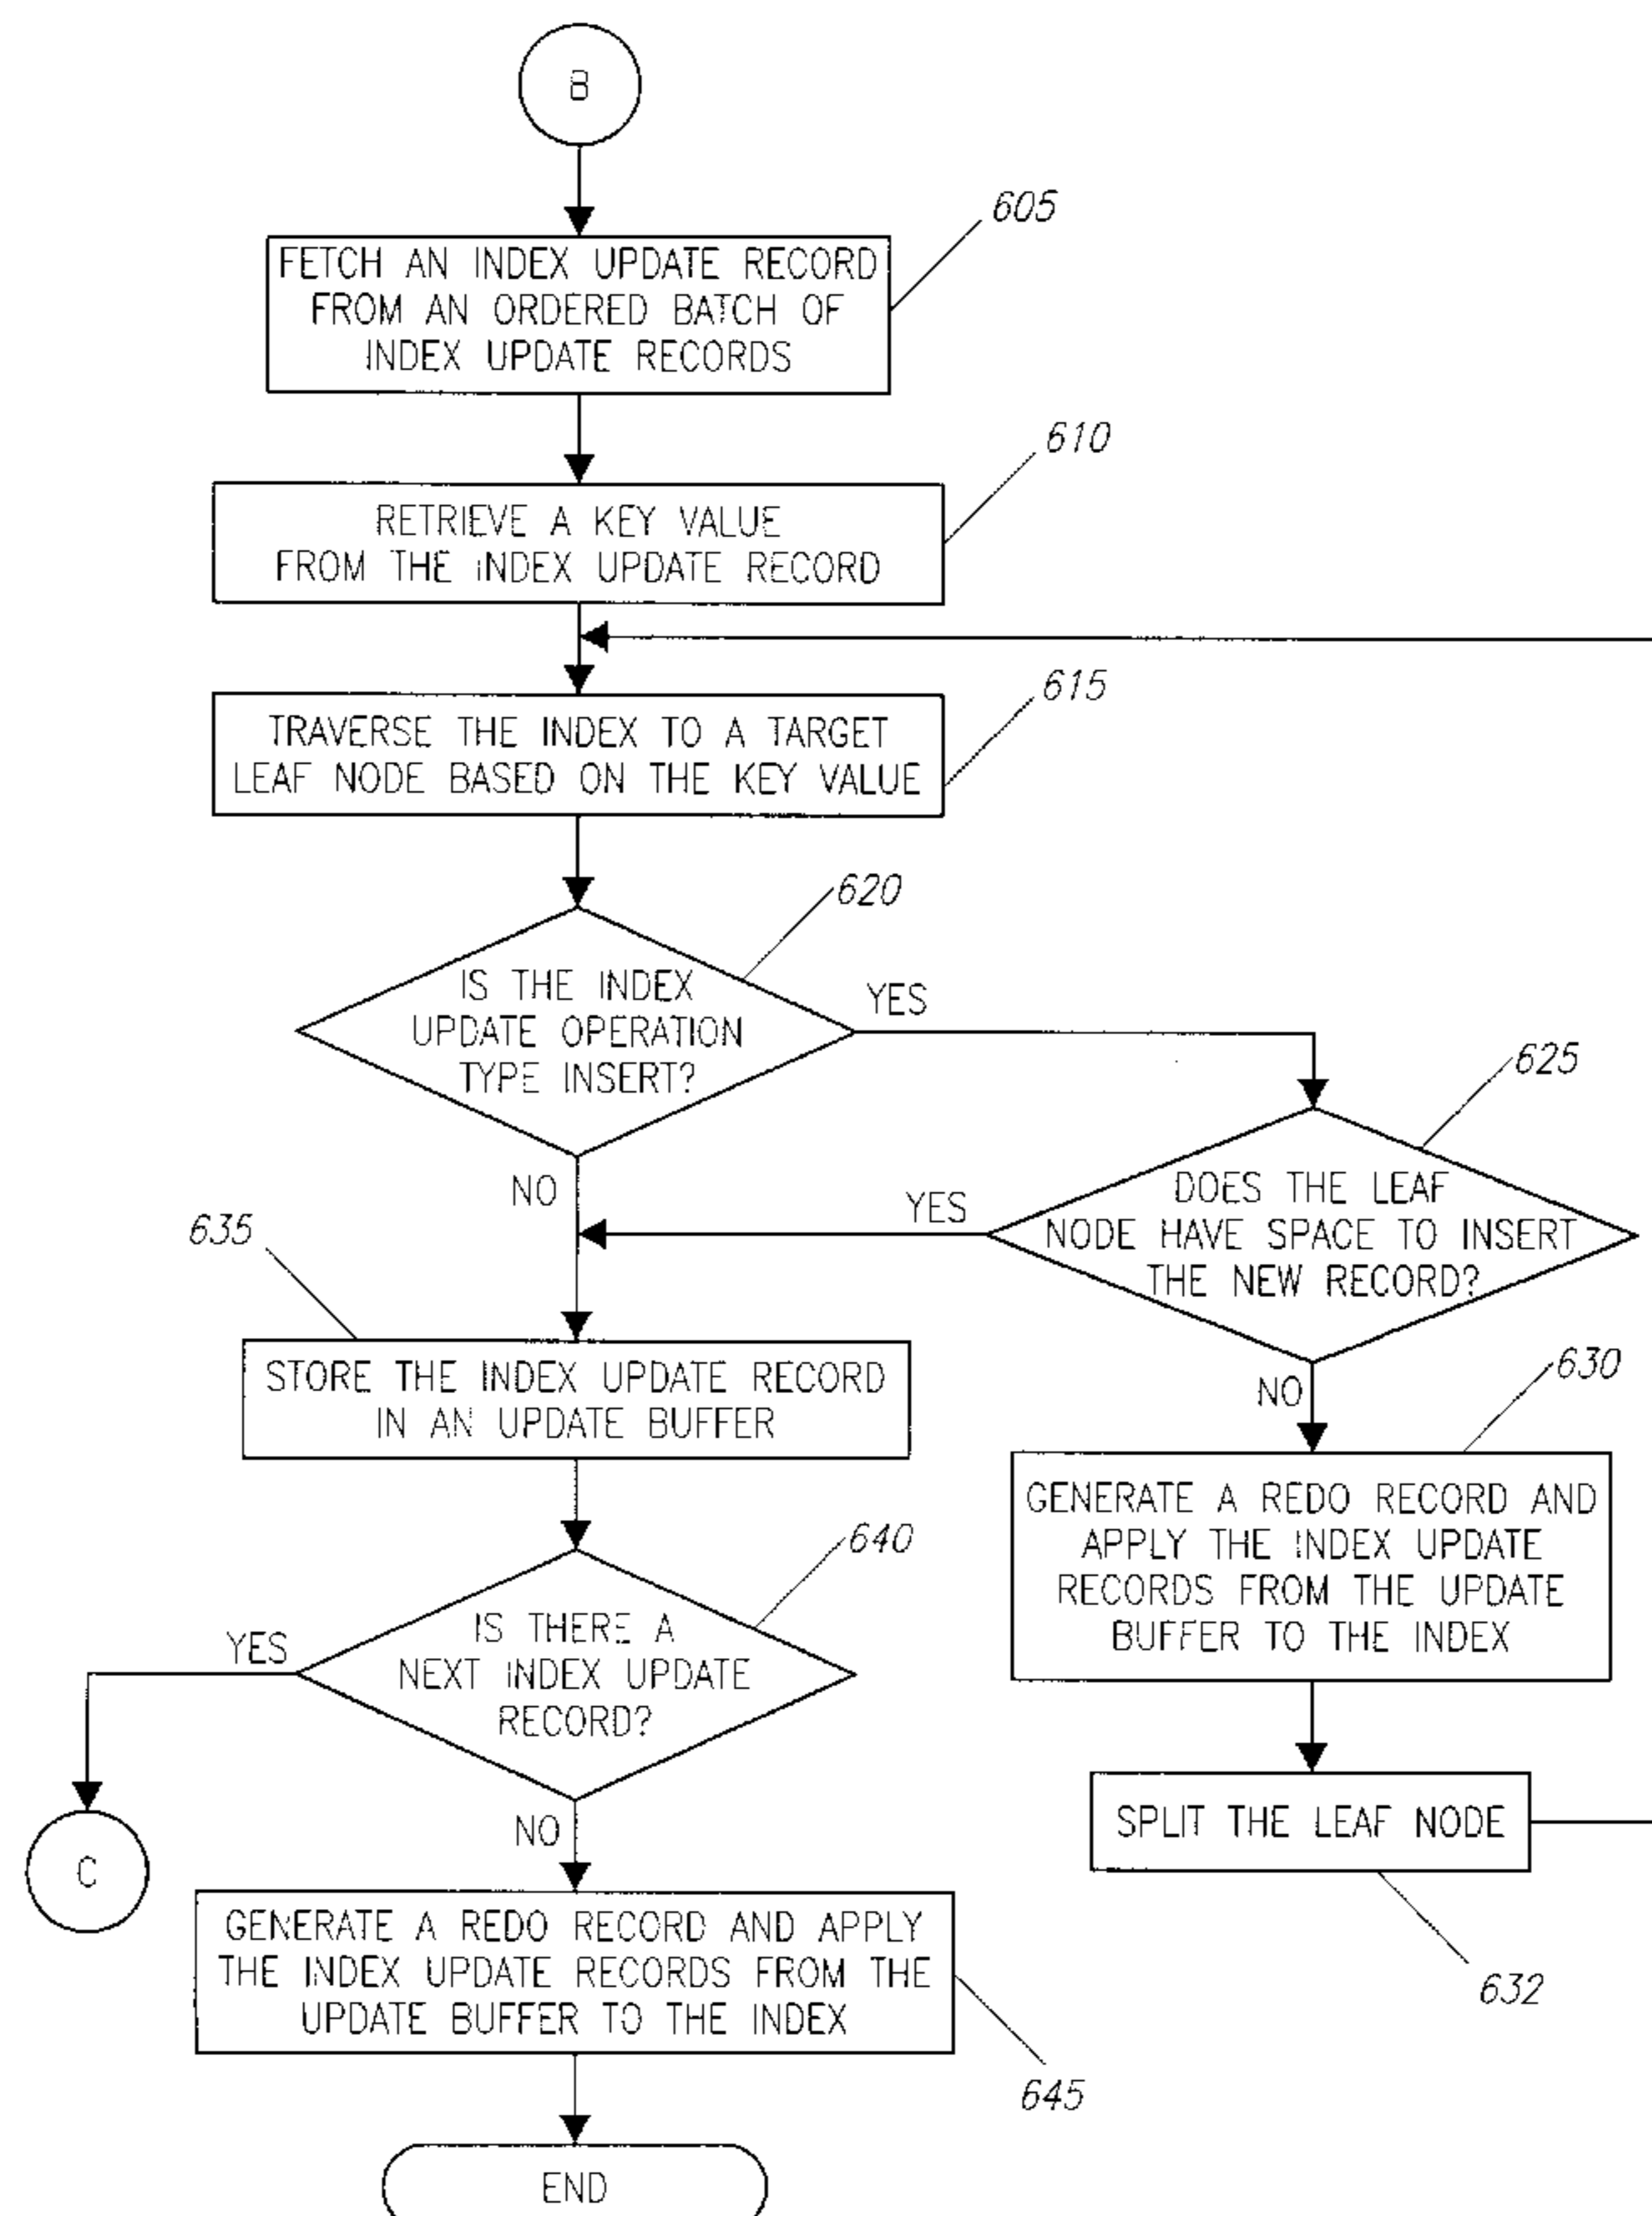 B
605
FETCH AN INDEX UPDATE RECORD
FROM AN ORDERED BATCH OF
INDEX UPDATE RECORDS
610
RETRIEVE A KEY VALUE
FROM THE INDEX UPDATE RECORD
615
TRAVERSE THE INDEX TO A TARGET
LEAF NODE BASED ON THE KEY VALUE
620
IS THE INDEX
UPDATE OPERATION
TYPE INSERT?
YES
625
DOES THE LEAF
NODE HAVE SPACE TO INSERT
THE NEW RECORD?
NO
YES
635
STORE THE INDEX UPDATE RECORD
IN AN UPDATE BUFFER
NO
630
GENERATE A REDO RECORD AND
APPLY THE INDEX UPDATE
RECORDS FROM THE UPDATE
BUFFER TO THE INDEX
640
IS THERE A
NEXT INDEX UPDATE
RECORD?
YES
C
NO
SPLIT THE LEAF NODE
632
GENERATE A REDO RECORD AND APPLY
THE INDEX UPDATE RECORDS FROM THE
UPDATE BUFFER TO THE INDEX
645
END